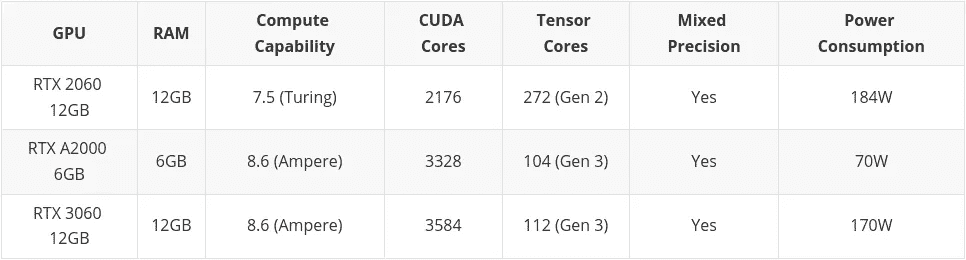 GPU RAM Compute Capability CUDA Cores Tensor Cores Mixed Precision Power Consumption
RTX 2060 12GB 12GB 7.5 (Turing) 2176 272 (Gen 2) Yes 184W
RTX A2000 6GB 6GB 8.6 (Ampere) 3328 104 (Gen 3) Yes 70W
RTX 3060 12GB 12GB 8.6 (Ampere) 3584 112 (Gen 3) Yes 170W